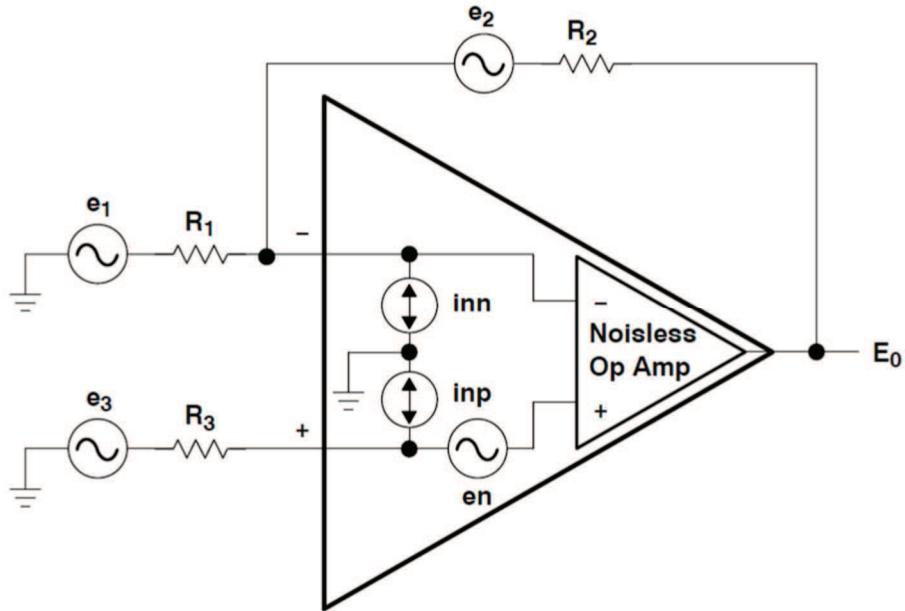 e2
R2
e1
R1
−
inn
−
Noisless
Op Amp
E0
inp
+
e3
R3
+
en